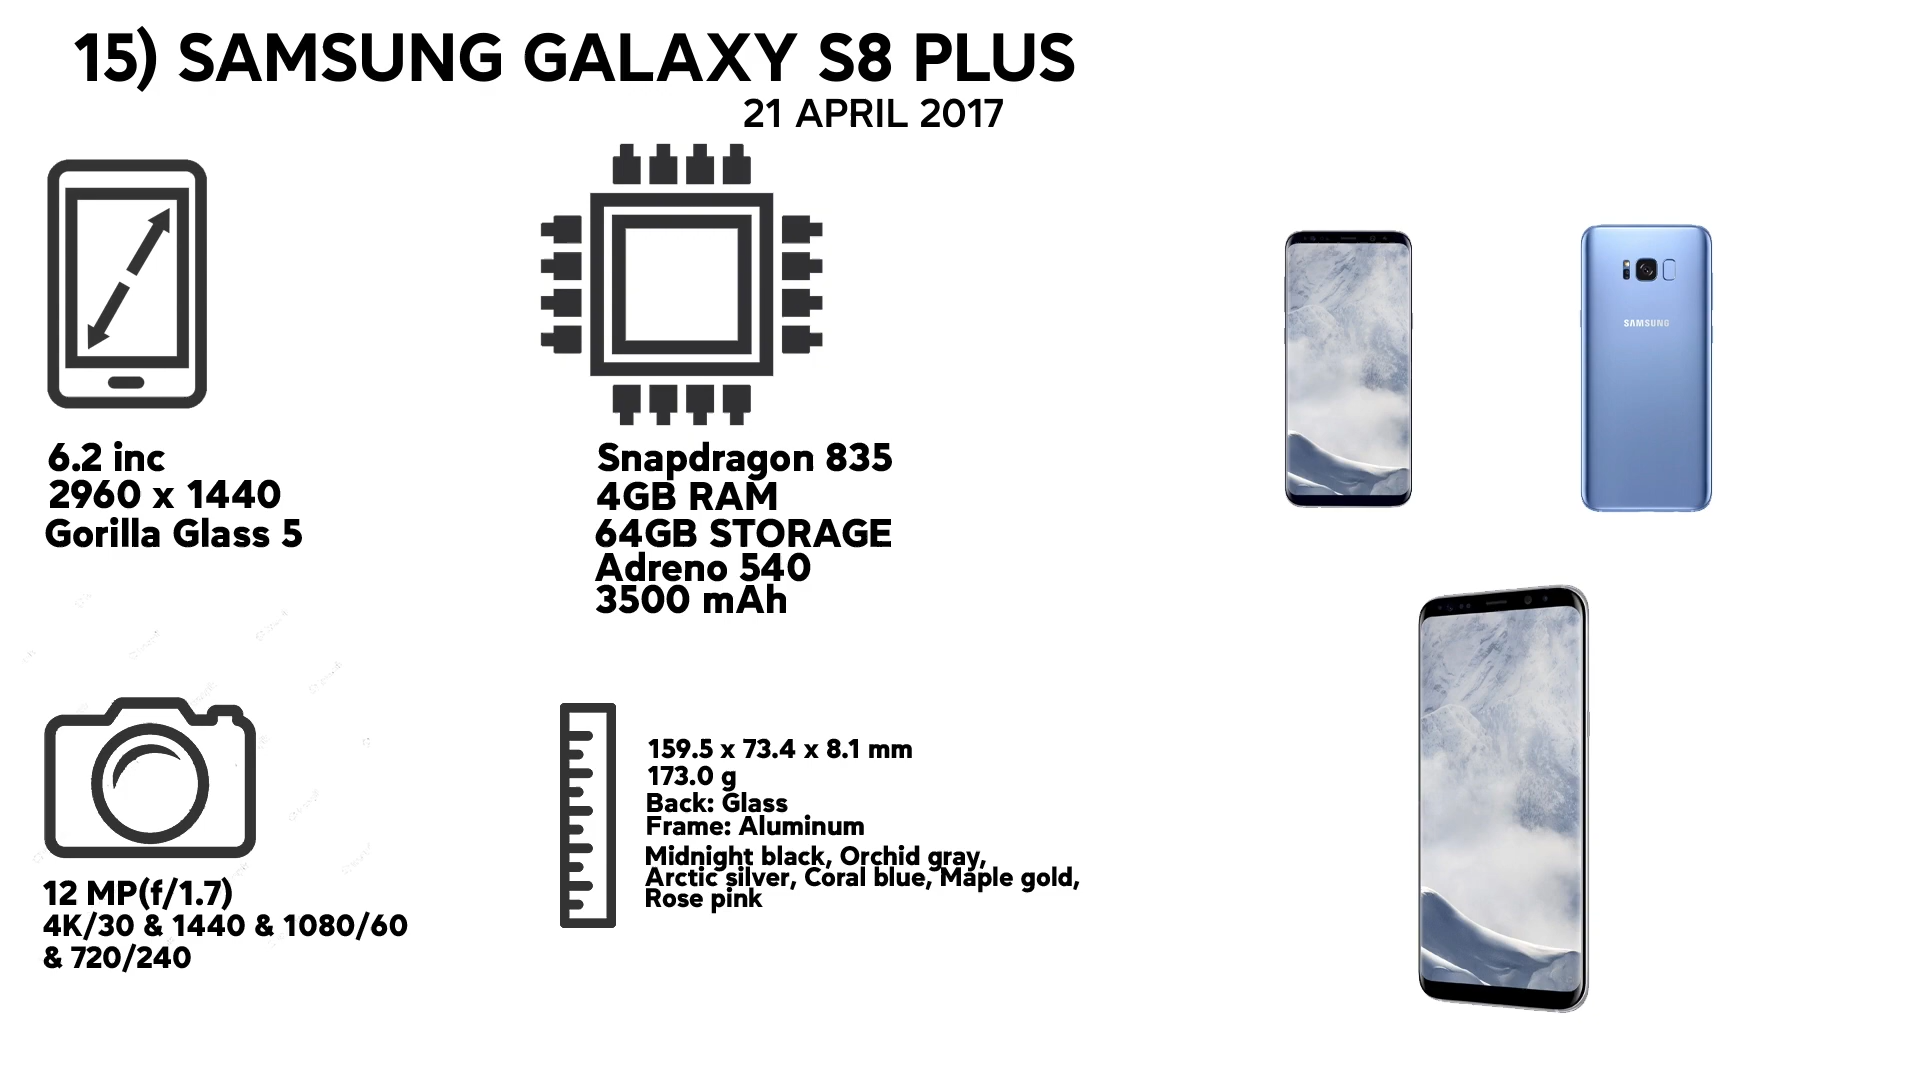 15) SAMSUNG GALAXY S8 PLUS
21 APRIL 2017
6.2 inc
2960 x 1440
Gorilla Glass 5
Snapdragon 835
4GB RAM
64GB STORAGE
Adreno 540
3500 mAh
12 MP(f/1.7)
4K/30 & 1440 & 1080/60
& 720/240
159.5 x 73.4 x 8.1 mm
173.0 g
Back: Glass
Frame: Aluminum
Midnight black, Orchid gray,
Arctic silver, Coral blue, Maple gold,
Rose pink
SAMSUNG